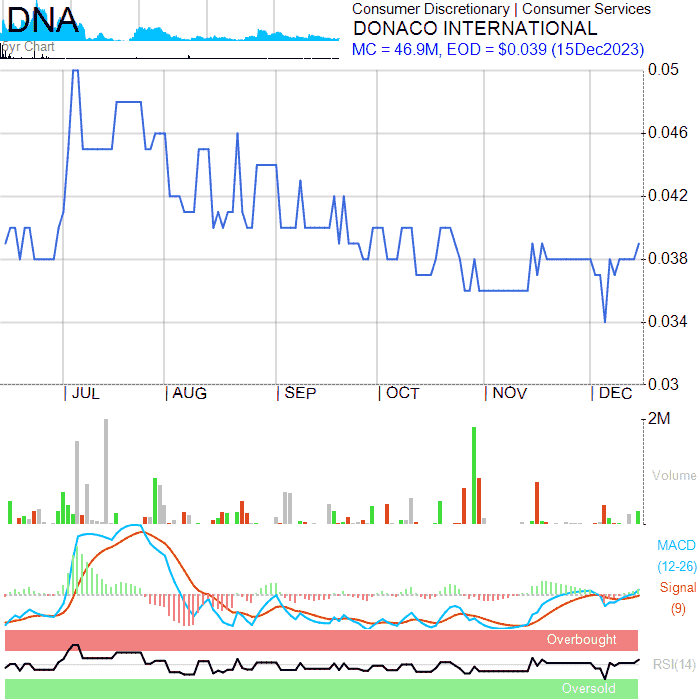 DNA
Consumer Discretionary | Consumer Services
DONACO INTERNATIONAL
MC = 46.9M, EOD = $0.039 (15Dec2023)
Chart
0.05
0.046
0.042
0.038
0.034
0.03
JUL
AUG
SEP
OCT
NOV
DEC
2M
Volume
MACD
(12-26)
Signal
(9)
Overbought
RSI(14)
Oversold